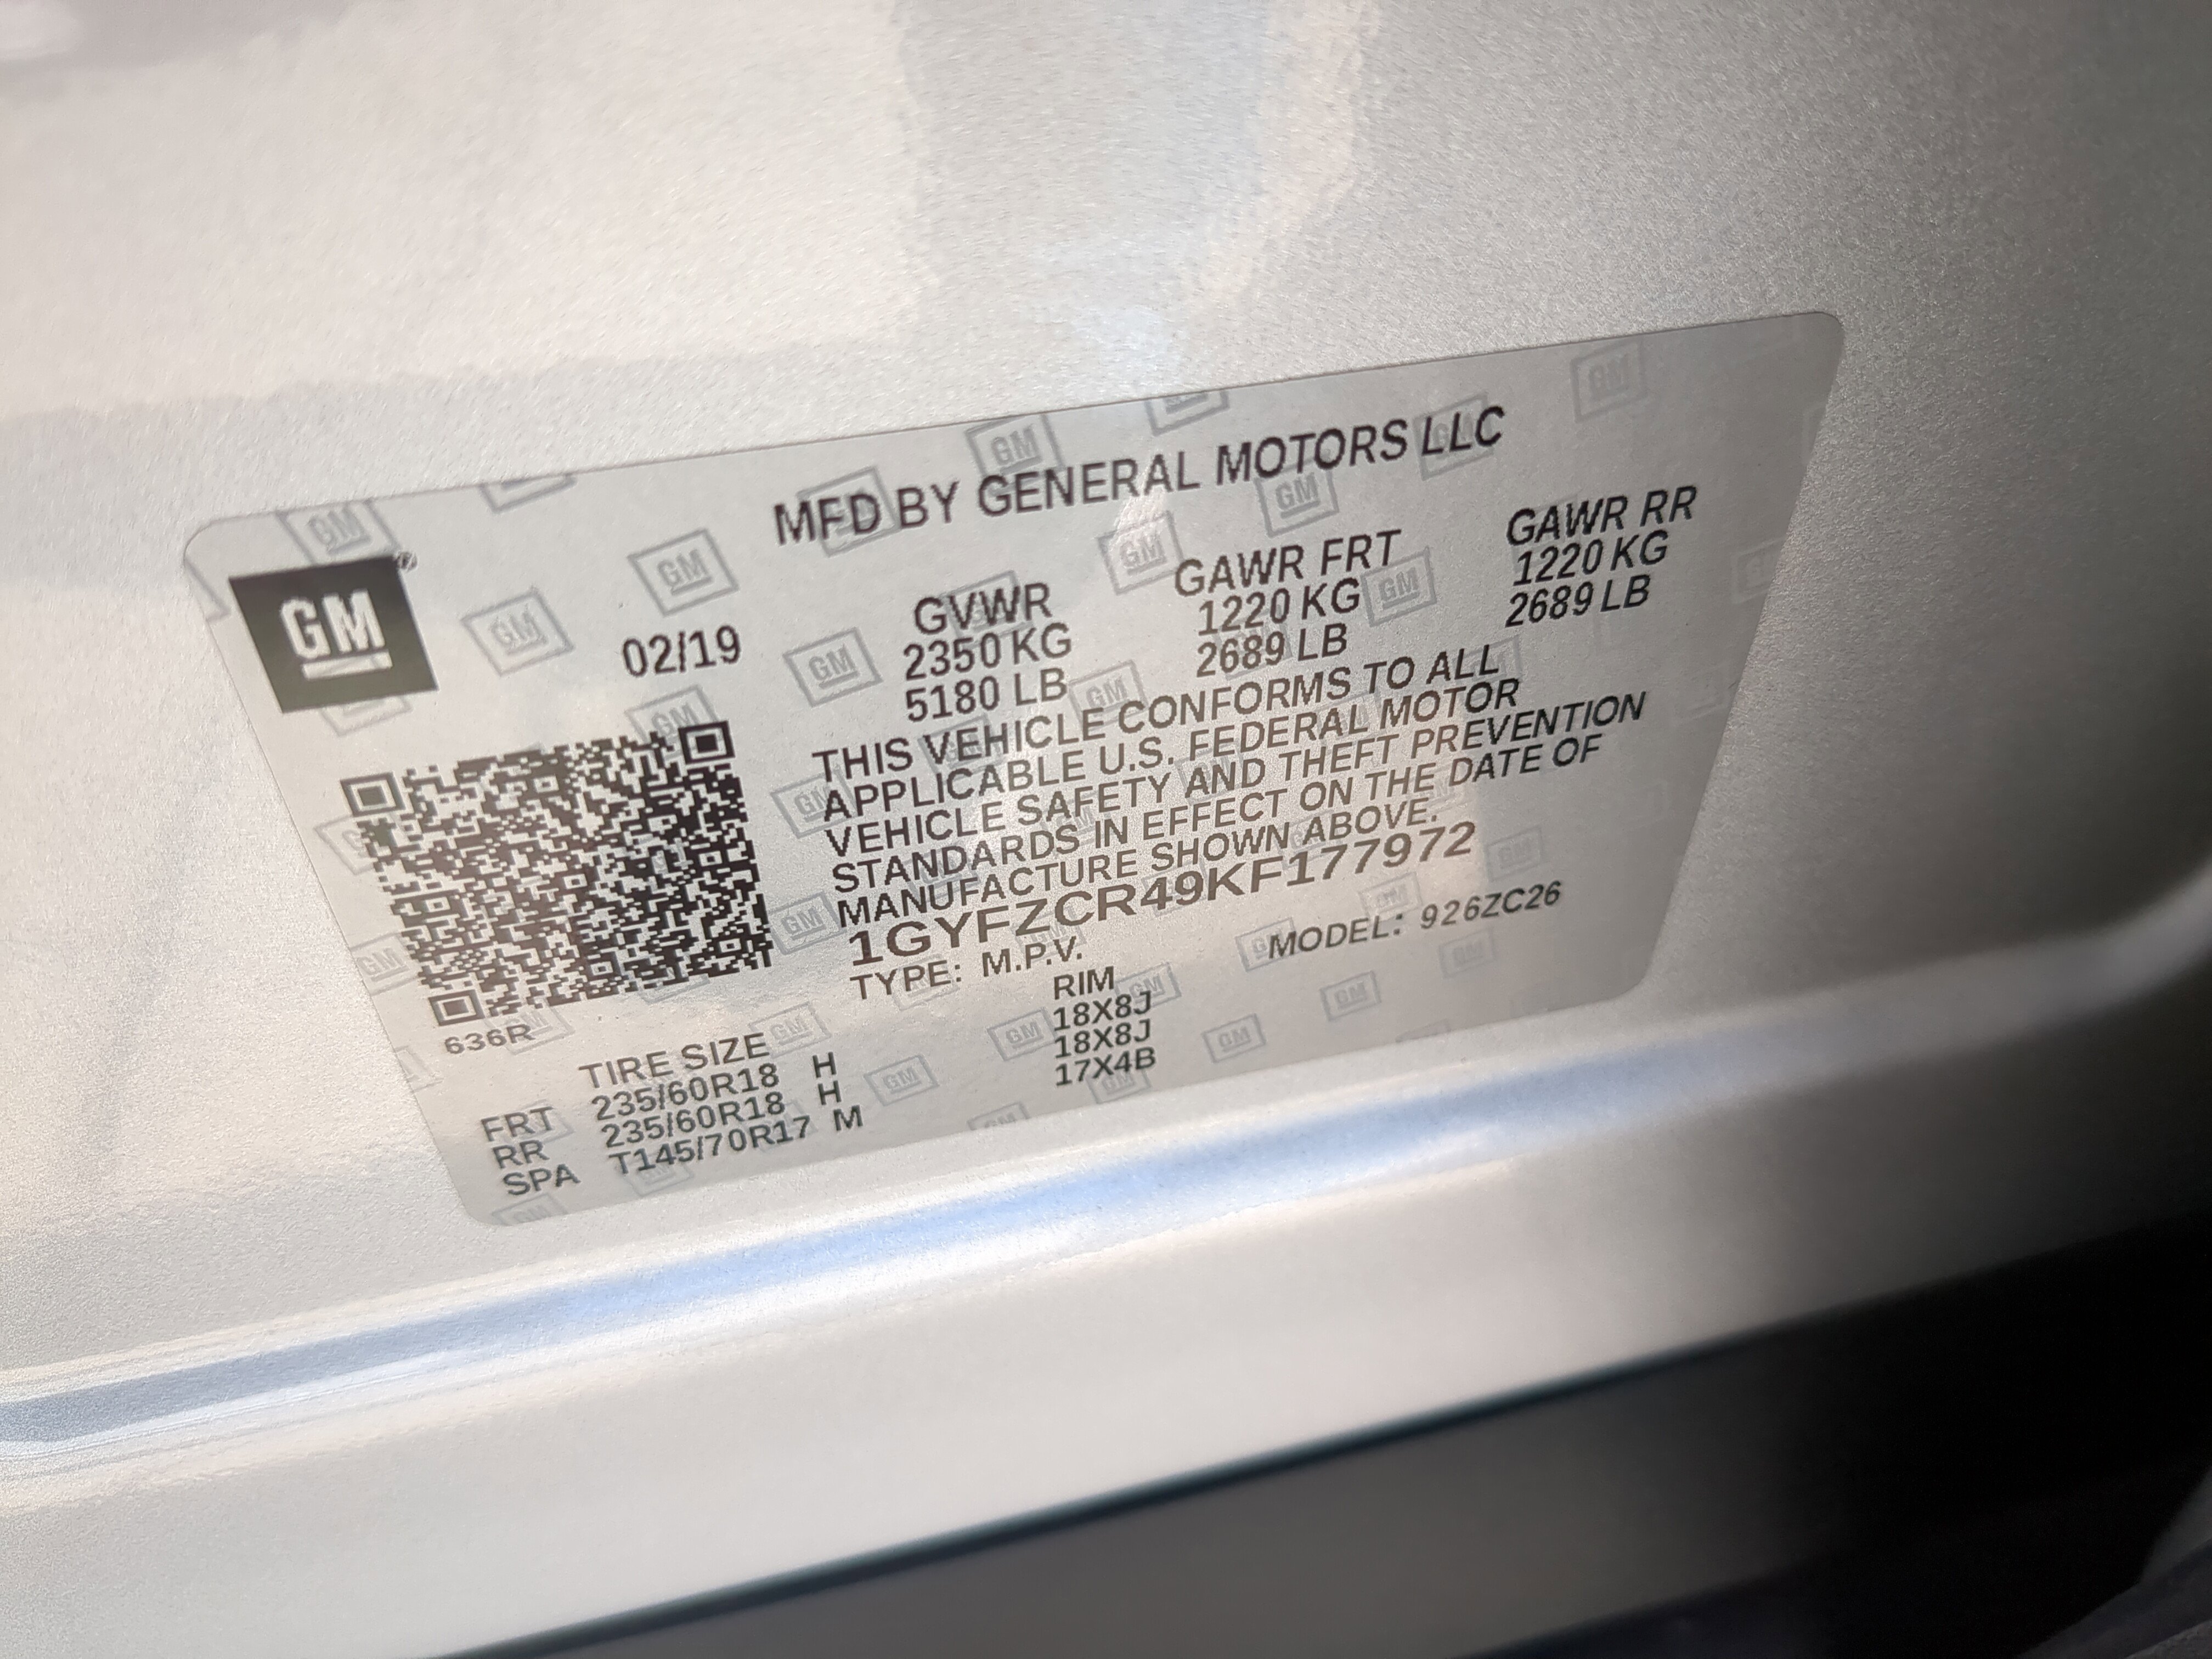 MFD BY GENERAL MOTORS LLC
GM®
02/19
GVWR GAWR FRT GAWR RR
2350 KG 1220 KG 1220 KG
5180 LB 2689 LB 2689 LB
THIS VEHICLE CONFORMS TO ALL
APPLICABLE U.S. FEDERAL MOTOR
VEHICLE SAFETY AND THEFT PREVENTION
STANDARDS IN EFFECT ON THE DATE OF
MANUFACTURE SHOWN ABOVE.
1GYFZCR49KF177972
TYPE: M.P.V. MODEL: 926ZC26
636R
TIRE SIZE RIM
FRT 235/60R18 H 18X8J
RR 235/60R18 H 18X8J
SPA T145/70R17 M 17X4B